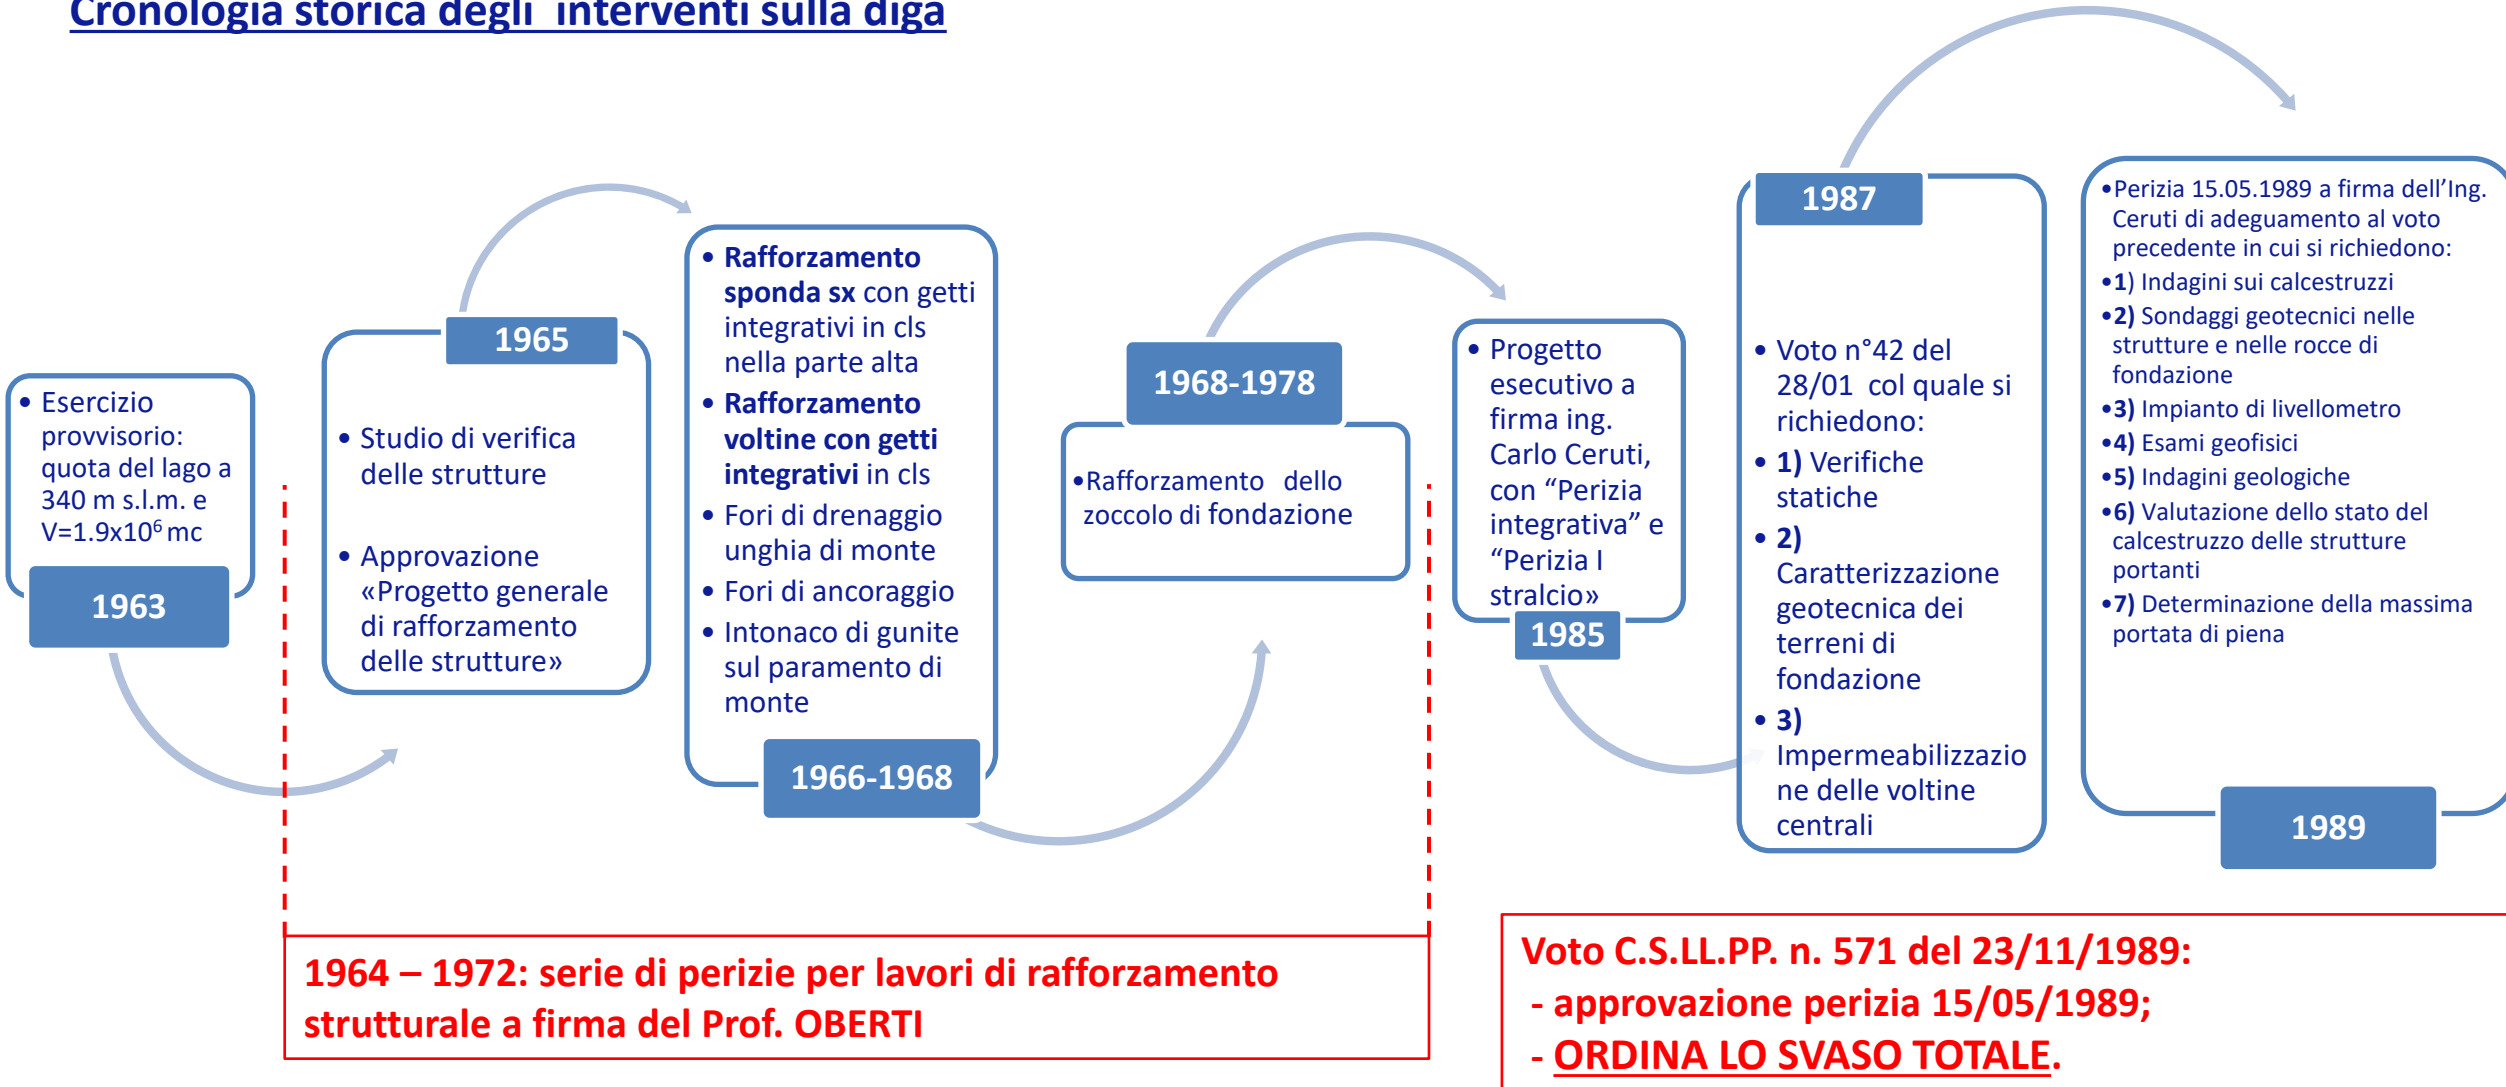 Cronologia storica degli interventi sulla diga
• Esercizio
provvisorio:
quota del lago a
340 m s.l.m. e
V=1.9x10⁶ mc
1963
1965
• Studio di verifica
delle strutture
• Approvazione
«Progetto generale
di rafforzamento
delle strutture»
• Rafforzamento
sponda sx con getti
integrativi in cls
nella parte alta
• Rafforzamento
voltine con getti
integrativi in cls
• Fori di drenaggio
unghia di monte
• Fori di ancoraggio
• Intonaco di gunite
sul paramento di
monte
1966-1968
1968-1978
•Rafforzamento dello
zoccolo di fondazione
• Progetto
esecutivo a
firma ing.
Carlo Ceruti,
con “Perizia
integrativa” e
“Perizia I
stralcio»
1985
1987
• Voto n°42 del
28/01 col quale si
richiedono:
• 1) Verifiche
statiche
• 2)
Caratterizzazione
geotecnica dei
terreni di
fondazione
• 3)
Impermeabilizzazio
ne delle voltine
centrali
•Perizia 15.05.1989 a firma dell’Ing.
Ceruti di adeguamento al voto
precedente in cui si richiedono:
•1) Indagini sui calcestruzzi
•2) Sondaggi geotecnici nelle
strutture e nelle rocce di
fondazione
•3) Impianto di livellometro
•4) Esami geofisici
•5) Indagini geologiche
•6) Valutazione dello stato del
calcestruzzo delle strutture
portanti
•7) Determinazione della massima
portata di piena
1989
1964 – 1972: serie di perizie per lavori di rafforzamento
strutturale a firma del Prof. OBERTI
Voto C.S.LL.PP. n. 571 del 23/11/1989:
- approvazione perizia 15/05/1989;
- ORDINA LO SVASO TOTALE.